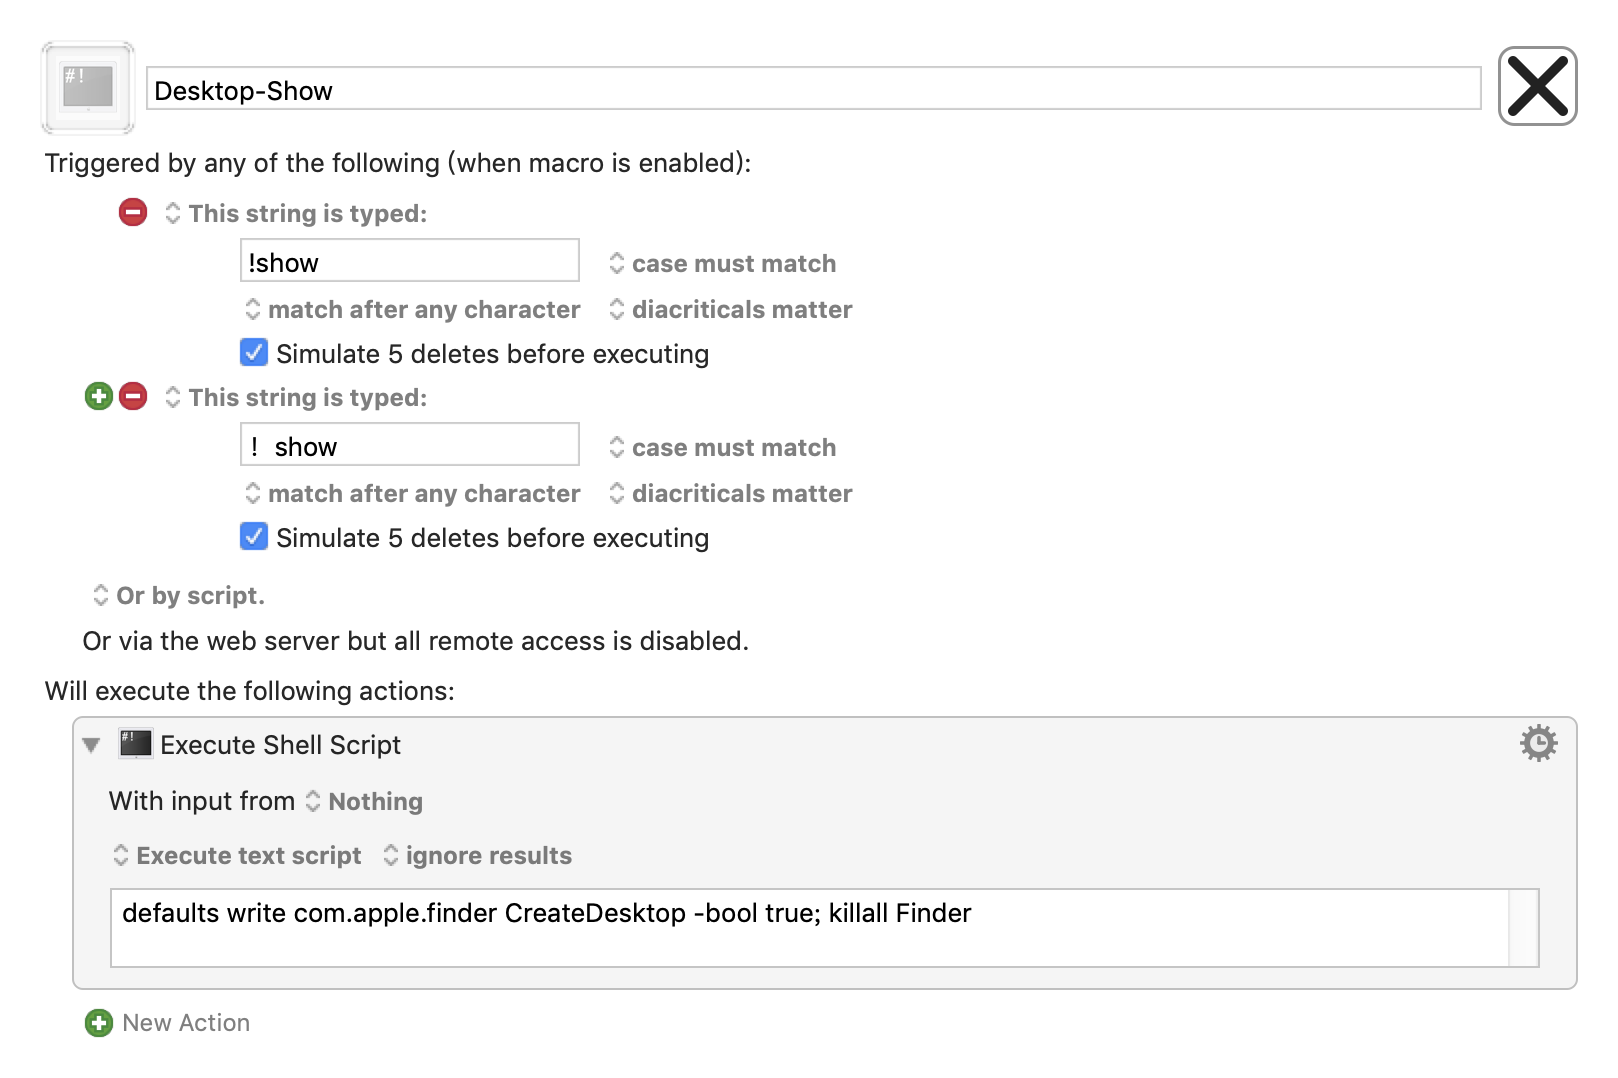 #!
Desktop-Show
Triggered by any of the following (when macro is enabled):
This string is typed:
!show case must match
match after any character diacriticals matter
Simulate 5 deletes before executing
This string is typed:
!  show case must match
match after any character diacriticals matter
Simulate 5 deletes before executing
Or by script.
Or via the web server but all remote access is disabled.
Will execute the following actions:
#! Execute Shell Script
With input from Nothing
Execute text script ignore results
defaults write com.apple.finder CreateDesktop -bool true; killall Finder
New Action